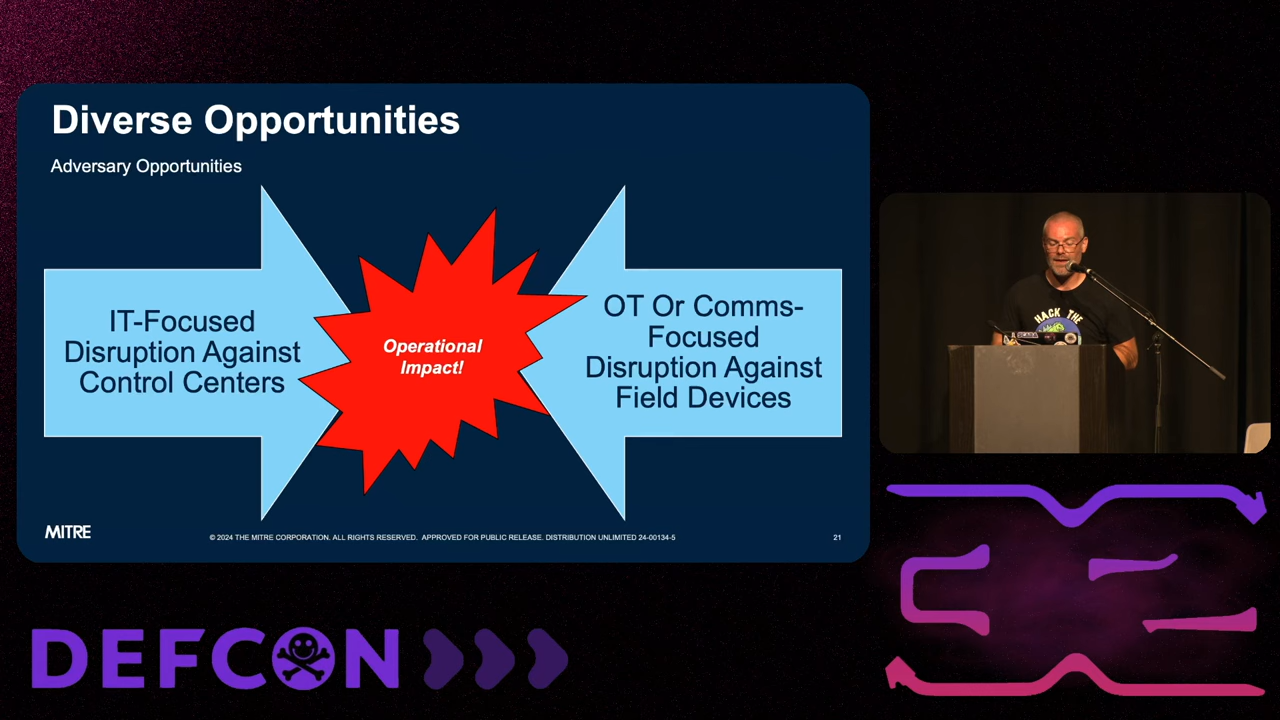 Diverse Opportunities
Adversary Opportunities
IT-Focused
Disruption Against
Control Centers
Operational
Impact!
OT Or Comms-
Focused
Disruption Against
Field Devices
MITRE
© 2024 THE MITRE CORPORATION. ALL RIGHTS RESERVED. APPROVED FOR PUBLIC RELEASE. DISTRIBUTION UNLIMITED 24-00134-5
21
HACK THE
DEFCON